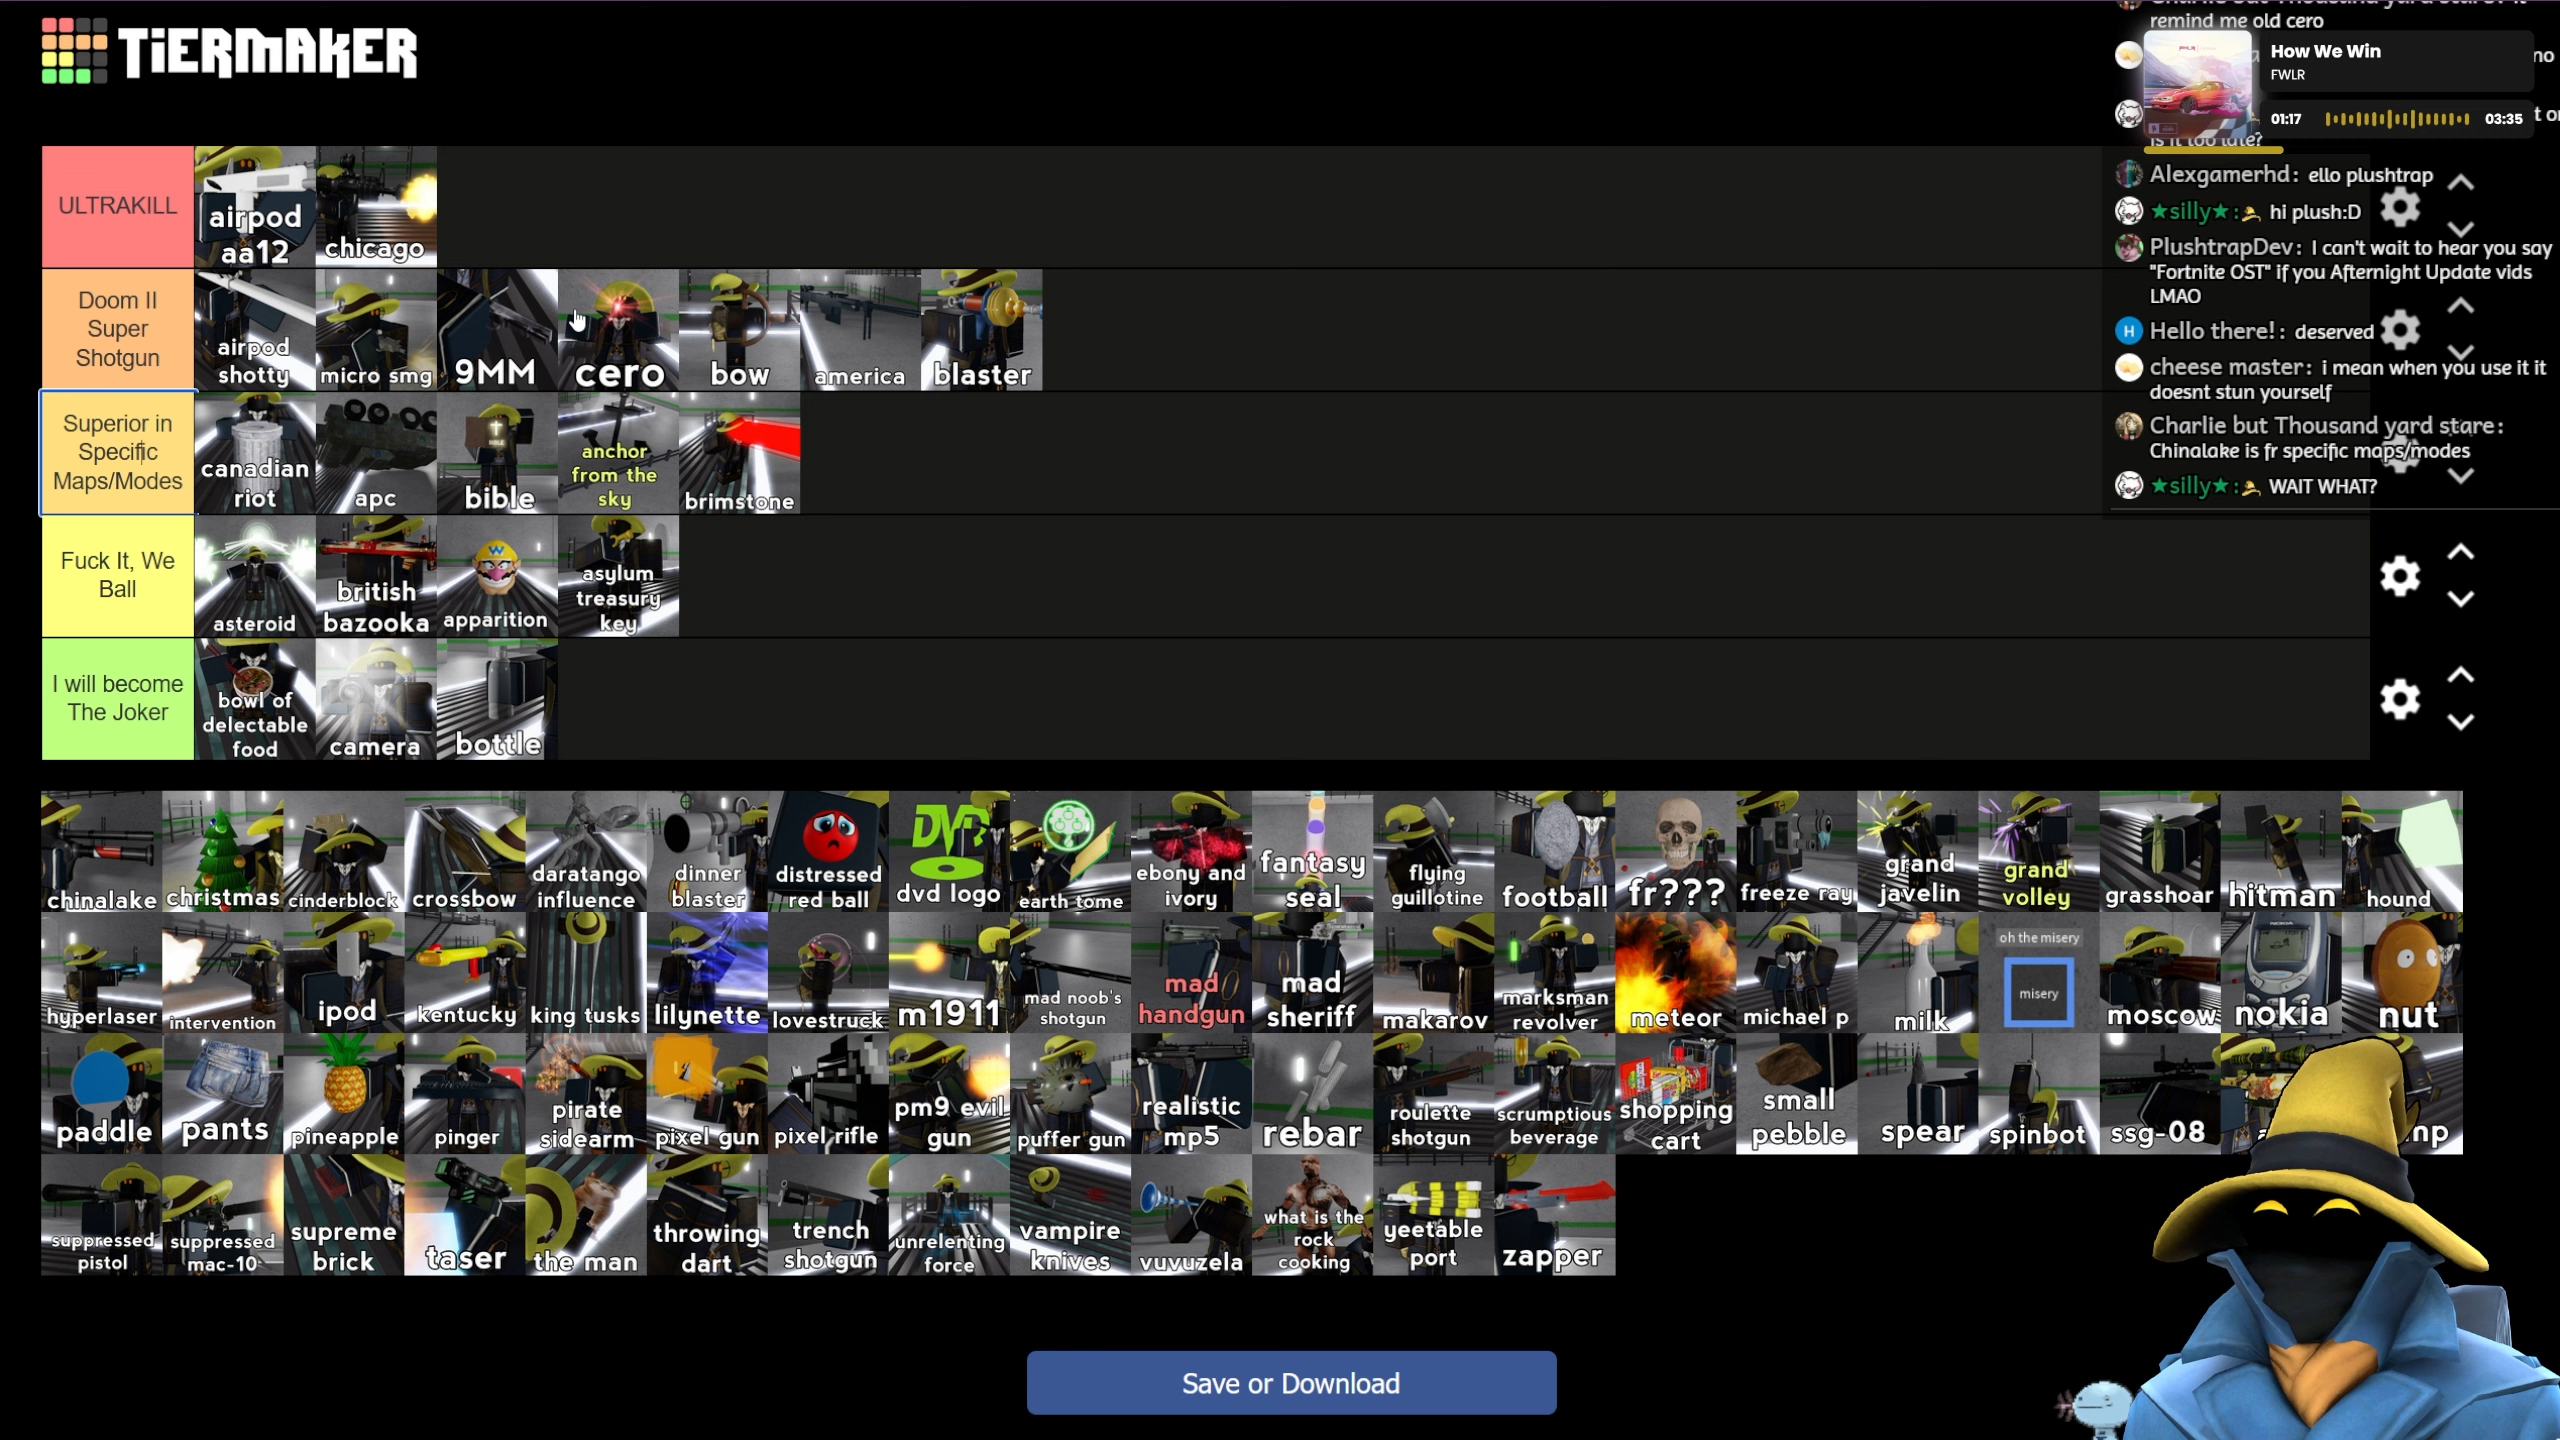 TiERMAKER
remind me old cero
How We Win
FWLR
01:17
03:35
is it too late?
Alexgamerhd: ello plushtrap
★silly★: hi plush:D
PlushtrapDev: I can't wait to hear you say
"Fortnite OST" if you Afternight Update vids
LMAO
H Hello there!: deserved
cheese master: i mean when you use it it
doesnt stun yourself
Charlie but Thousand yard stare:
Chinalake is fr specific maps/modes
★silly★: WAIT WHAT?
ULTRAKILL
airpod
aa12
chicago
Doom II
Super
Shotgun
airpod
shotty
micro smg
9MM
cero
bow
america
blaster
Superior in
Specific
Maps/Modes
canadian
riot
apc
BIBLE
bible
anchor
from the
sky
brimstone
Fuck It, We
Ball
asteroid
british
bazooka
W
apparition
asylum
treasury
key
I will become
The Joker
bowl of
delectable
food
camera
bottle
chinalake
christmas
cinderblock
crossbow
daratango
influence
dinner
blaster
distressed
red ball
DVD
dvd logo
earth tome
ebony and
ivory
fantasy
seal
flying
guillotine
football
fr???
freeze ray
grand
javelin
grand
volley
grasshoar
hitman
hound
hyperlaser
intervention
ipod
kentucky
king tusks
lilynette
lovestruck
m1911
mad noob's
shotgun
mad
handgun
mad
sheriff
makarov
marksman
revolver
meteor
michael p
milk
oh the misery
misery
moscow
NOKIA
nokia
nut
paddle
pants
pineapple
pinger
pirate
sidearm
pixel gun
pixel rifle
pm9 evil
gun
puffer gun
realistic
mp5
rebar
roulette
shotgun
scrumptious
beverage
shopping
cart
small
pebble
spear
spinbot
ssg-08
suppressed
pistol
suppressed
mac-10
supreme
brick
taser
the man
throwing
dart
trench
shotgun
unrelenting
force
vampire
knives
vuvuzela
what is the
rock
cooking
yeetable
port
zapper
Save or Download